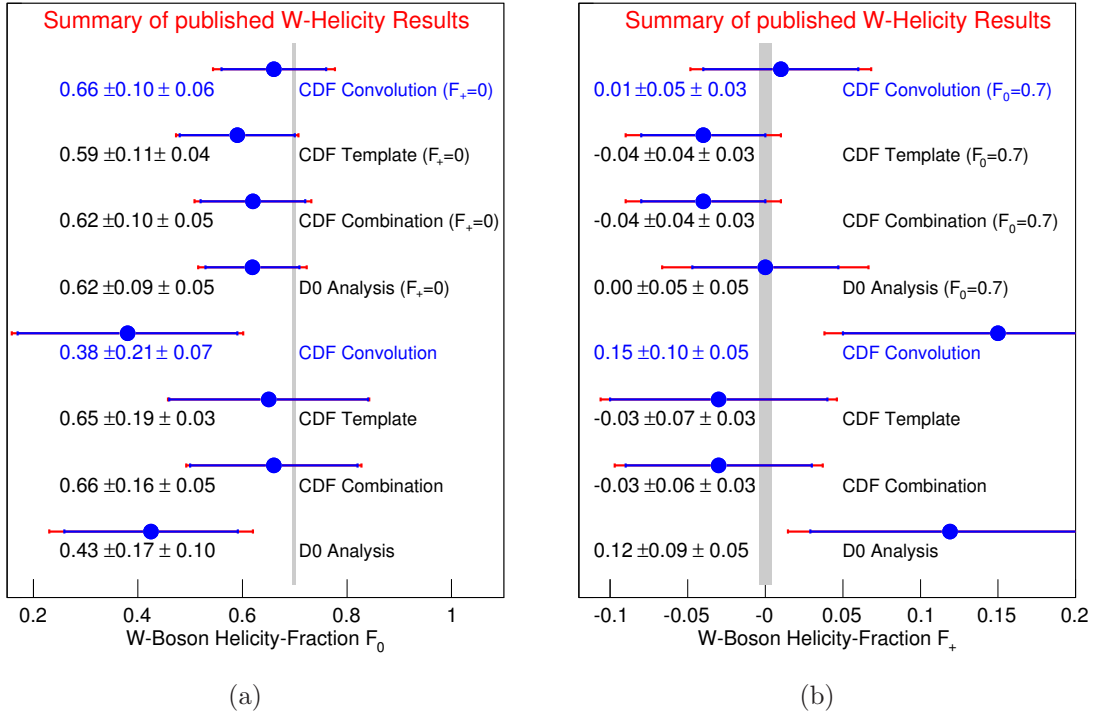 Summary of published W-Helicity Results
0.66 ±0.10 ± 0.06 CDF Convolution (F+=0)
0.59 ±0.11± 0.04 CDF Template (F+=0)
0.62 ±0.10 ± 0.05 CDF Combination (F+=0)
0.62 ±0.09 ± 0.05 D0 Analysis (F+=0)
0.38 ±0.21 ± 0.07 CDF Convolution
0.65 ±0.19 ± 0.03 CDF Template
0.66 ±0.16 ± 0.05 CDF Combination
0.43 ±0.17 ± 0.10 D0 Analysis
0.2 0.4 0.6 0.8 1
W-Boson Helicity-Fraction F0
(a)
Summary of published W-Helicity Results
0.01 ±0.05 ± 0.03 CDF Convolution (F0=0.7)
-0.04 ±0.04 ± 0.03 CDF Template (F0=0.7)
-0.04 ±0.04 ± 0.03 CDF Combination (F0=0.7)
0.00 ±0.05 ± 0.05 D0 Analysis (F0=0.7)
0.15 ±0.10 ± 0.05 CDF Convolution
-0.03 ±0.07 ± 0.03 CDF Template
-0.03 ±0.06 ± 0.03 CDF Combination
0.12 ±0.09 ± 0.05 D0 Analysis
-0.1 -0.05 -0 0.05 0.1 0.15 0.2
W-Boson Helicity-Fraction F+
(b)